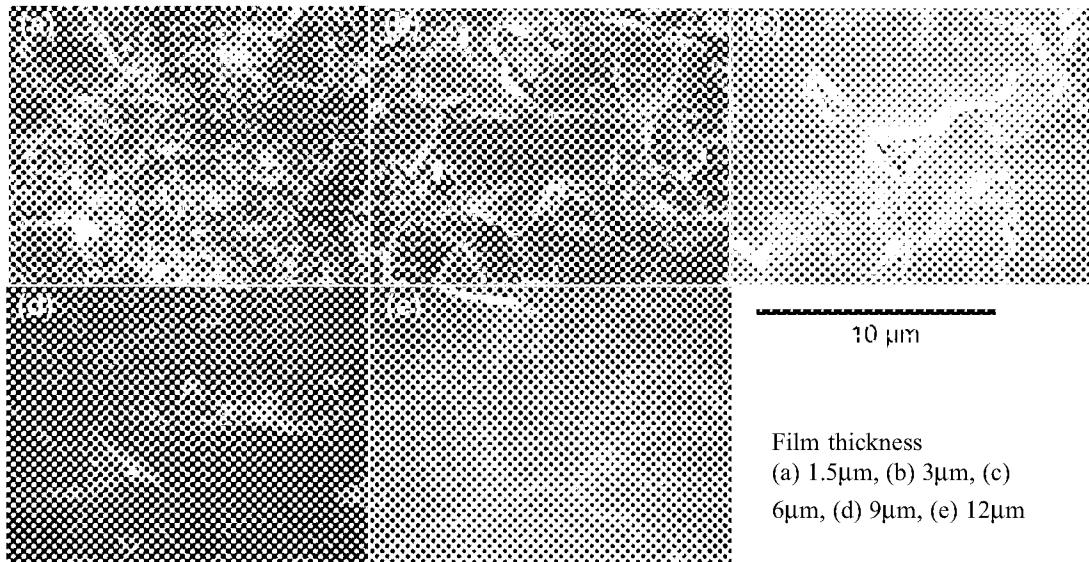 (a)
(b)
(c)
(d)
(e)
10 μm
Film thickness
(a) 1.5μm, (b) 3μm, (c)
6μm, (d) 9μm, (e) 12μm